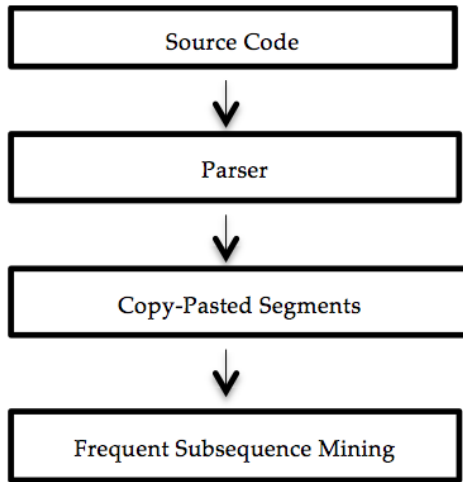 Source Code
Parser
Copy-Pasted Segments
Frequent Subsequence Mining